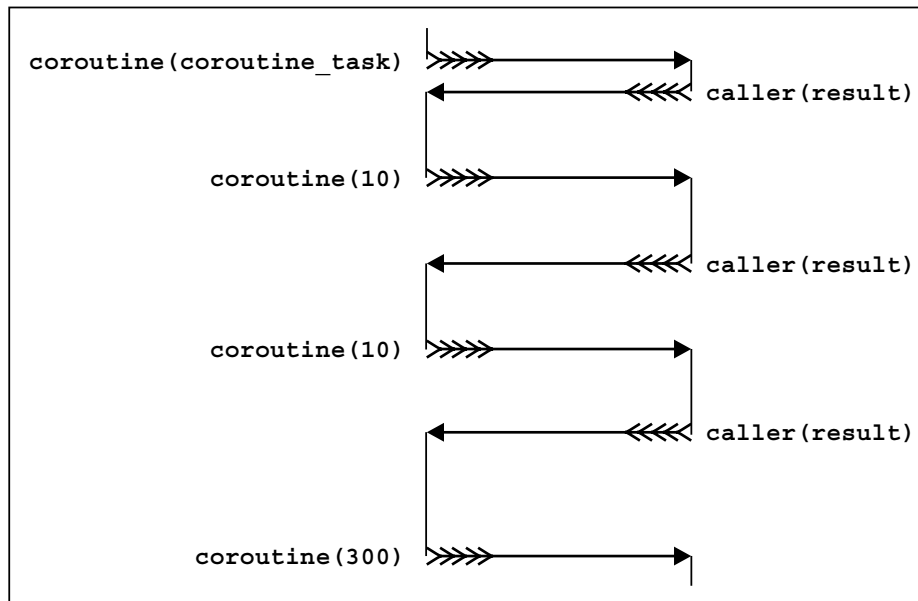 coroutine(coroutine_task)
caller(result)
coroutine(10)
caller(result)
coroutine(10)
caller(result)
coroutine(300)